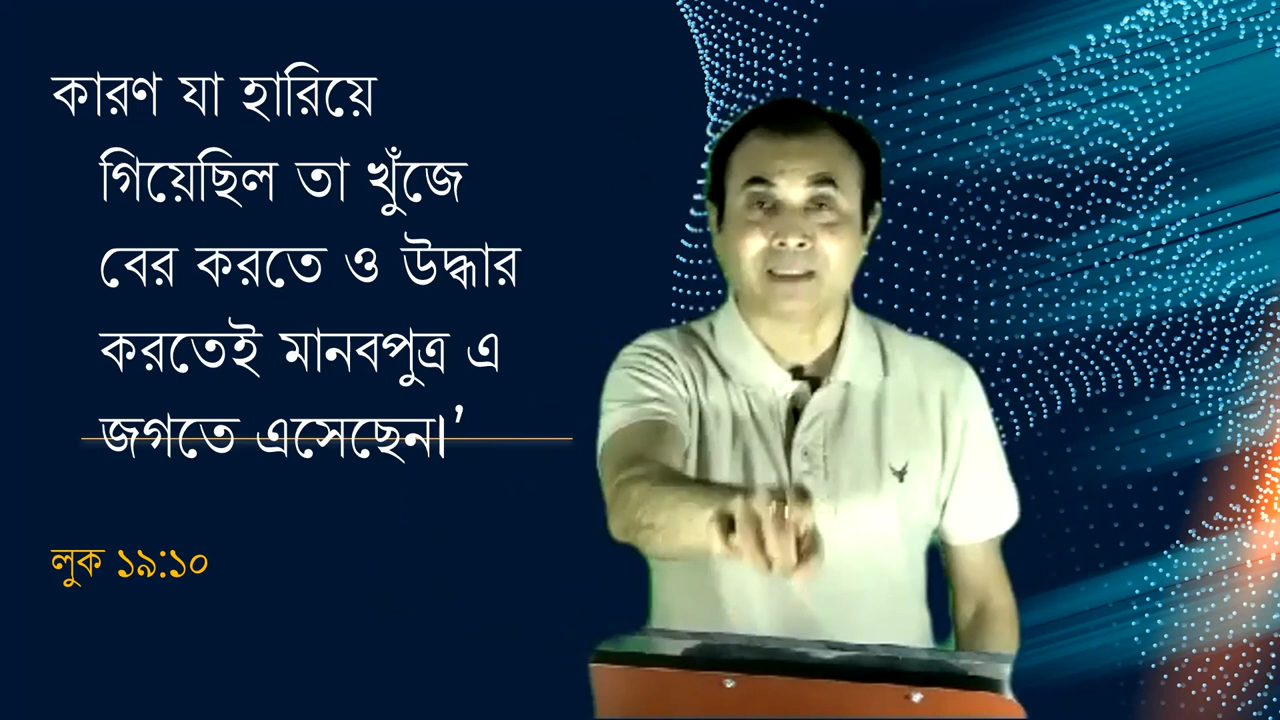 কারণ যা হারিয়ে
গিয়েছিল তা খুঁজে
বের করতে ও উদ্ধার
করতেই মানবপুত্র এ
জগতে এসেছেন।’
লুক ১৯:১০